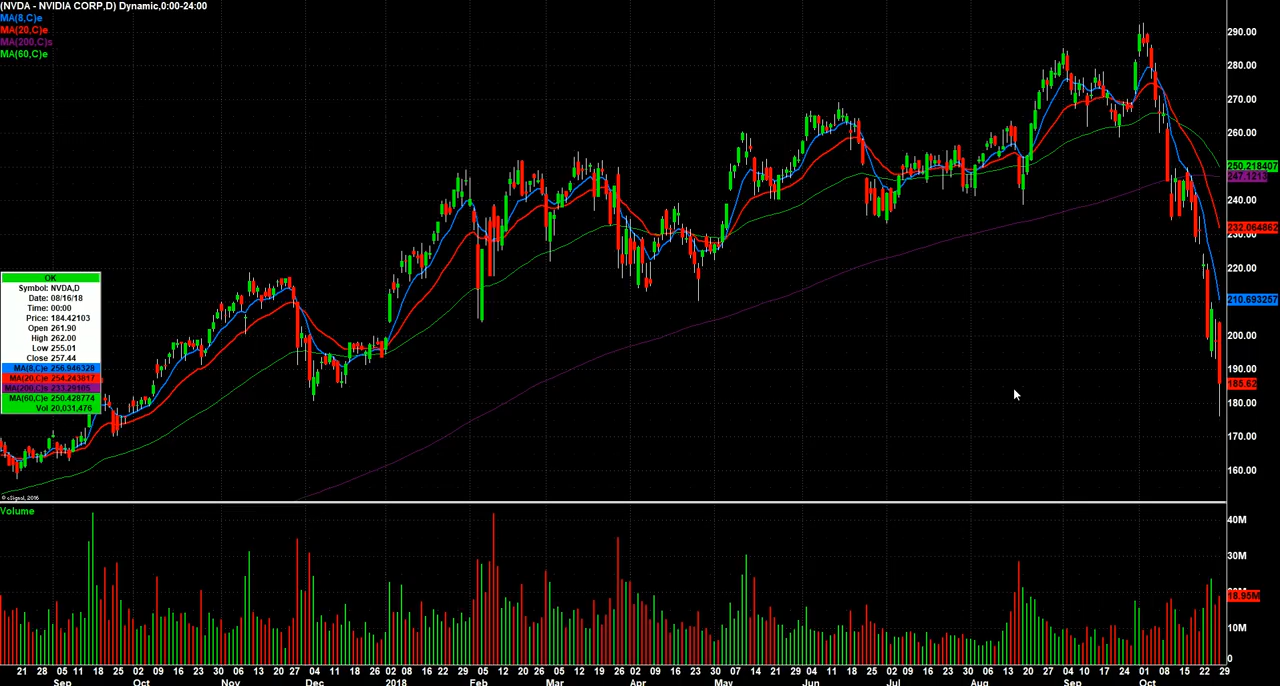 (NVDA - NVIDIA CORP,D) Dynamic,0:00-24:00
MA(8,C)e
MA(20,C)e
MA(200,C)s
MA(60,C)e
290.00
280.00
270.00
260.00
250.218407
247.1213
240.00
232.064862
230.00
220.00
210.693257
200.00
190.00
185.62
180.00
170.00
160.00
OK
Symbol: NVDA,D
Date: 08/16/18
Time: 00:00
Price: 184.42103
Open 261.90
High 262.00
Low 255.01
Close 257.44
MA(8,C)e 256.946328
MA(20,C)e 254.243817
MA(200,C)s 233.29105
MA(60,C)e 250.428774
Vol 20,031,476
© eSignal, 2016
Volume
40M
30M
18.95M
10M
0
21 28 05 11 18 25 02 09 16 23 30 06 13 20 27 04 11 18 26 02 08 16 22 29 05 12 20 26 05 12 19 26 02 09 16 23 30 07 14 21 29 04 11 18 25 02 09 16 23 30 06 13 20 27 04 10 17 24 01 08 15 22 29
Sep Oct Nov Dec 2018 Feb Mar Apr May Jun Jul Aug Sep Oct